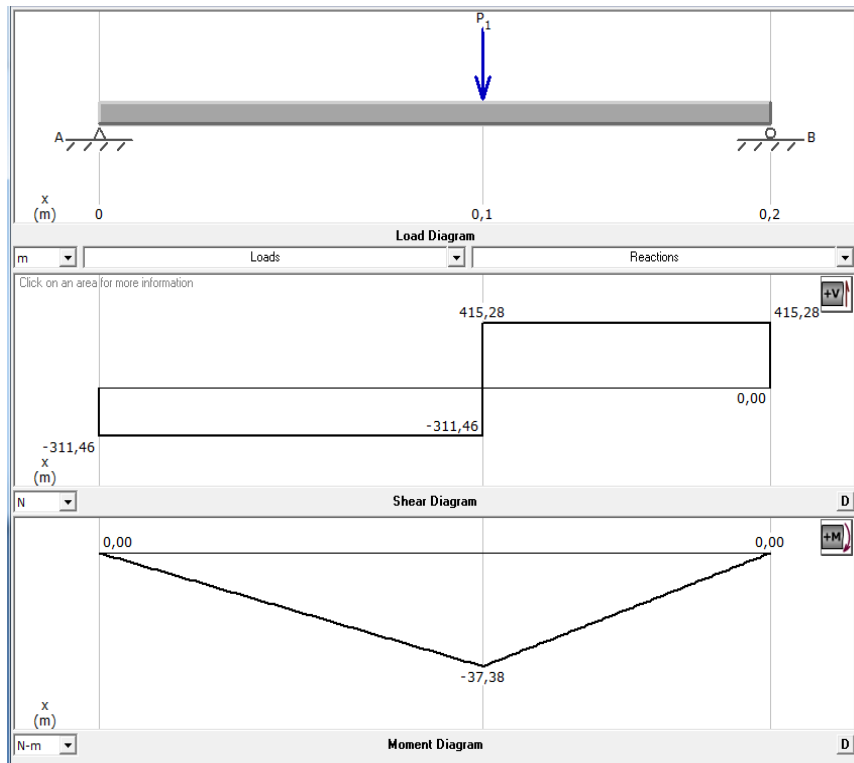 P1
A
B
x
(m)
0
0,1
0,2
Load Diagram
m
Loads
Reactions
Click on an area for more information
+V
415,28
415,28
0,00
-311,46
-311,46
x
(m)
N
Shear Diagram
D
0,00
0,00
+M
-37,38
x
(m)
N-m
Moment Diagram
D